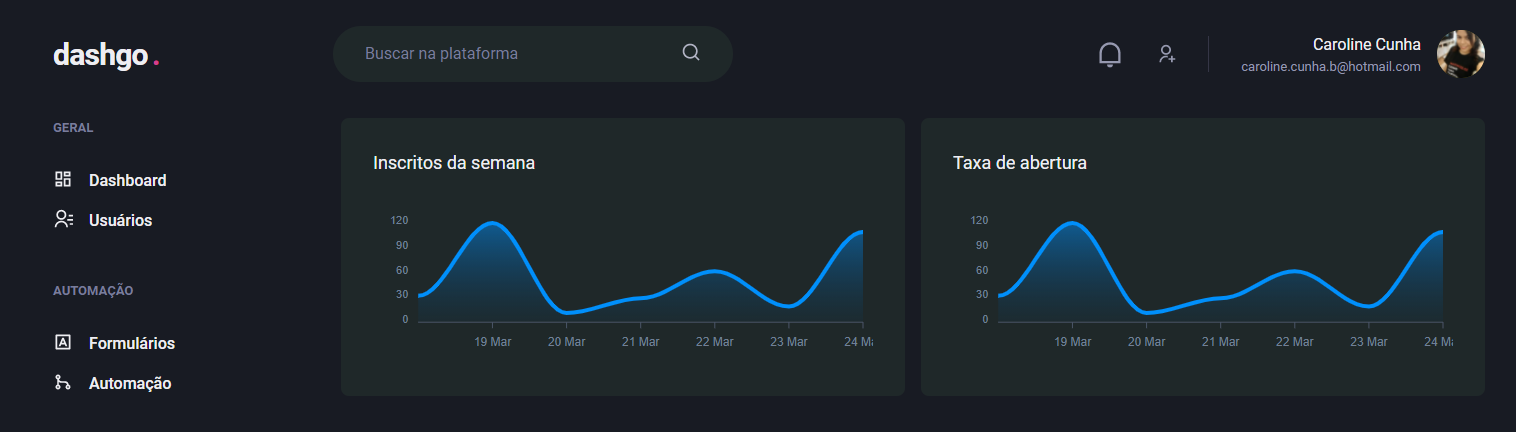 dashgo.
Buscar na plataforma
Caroline Cunha
caroline.cunha.b@hotmail.com
GERAL
Dashboard
Usuários
AUTOMAÇÃO
Formulários
Automação
Inscritos da semana
120
90
60
30
0
19 Mar 20 Mar 21 Mar 22 Mar 23 Mar 24 Ma
Taxa de abertura
120
90
60
30
0
19 Mar 20 Mar 21 Mar 22 Mar 23 Mar 24 Ma